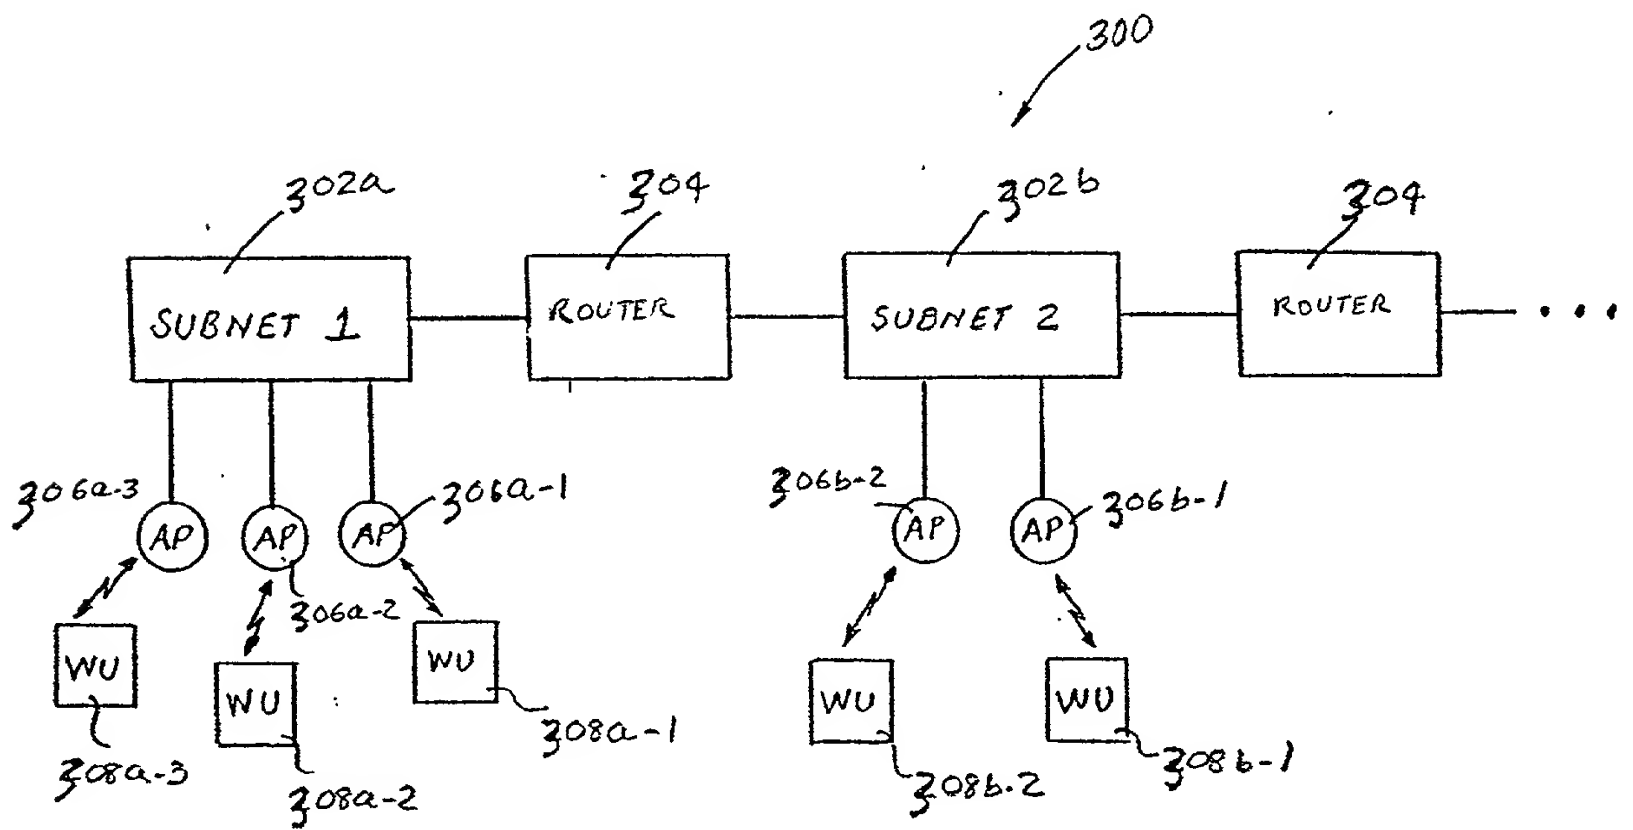 300
302a
304
302b
304
SUBNET 1
ROUTER
SUBNET 2
ROUTER
...
306a-3
306a-1
306b-2
306b-1
AP
AP
AP
AP
AP
306a-2
WU
WU
WU
WU
WU
308a-1
308a-3
308a-2
308b-2
308b-1